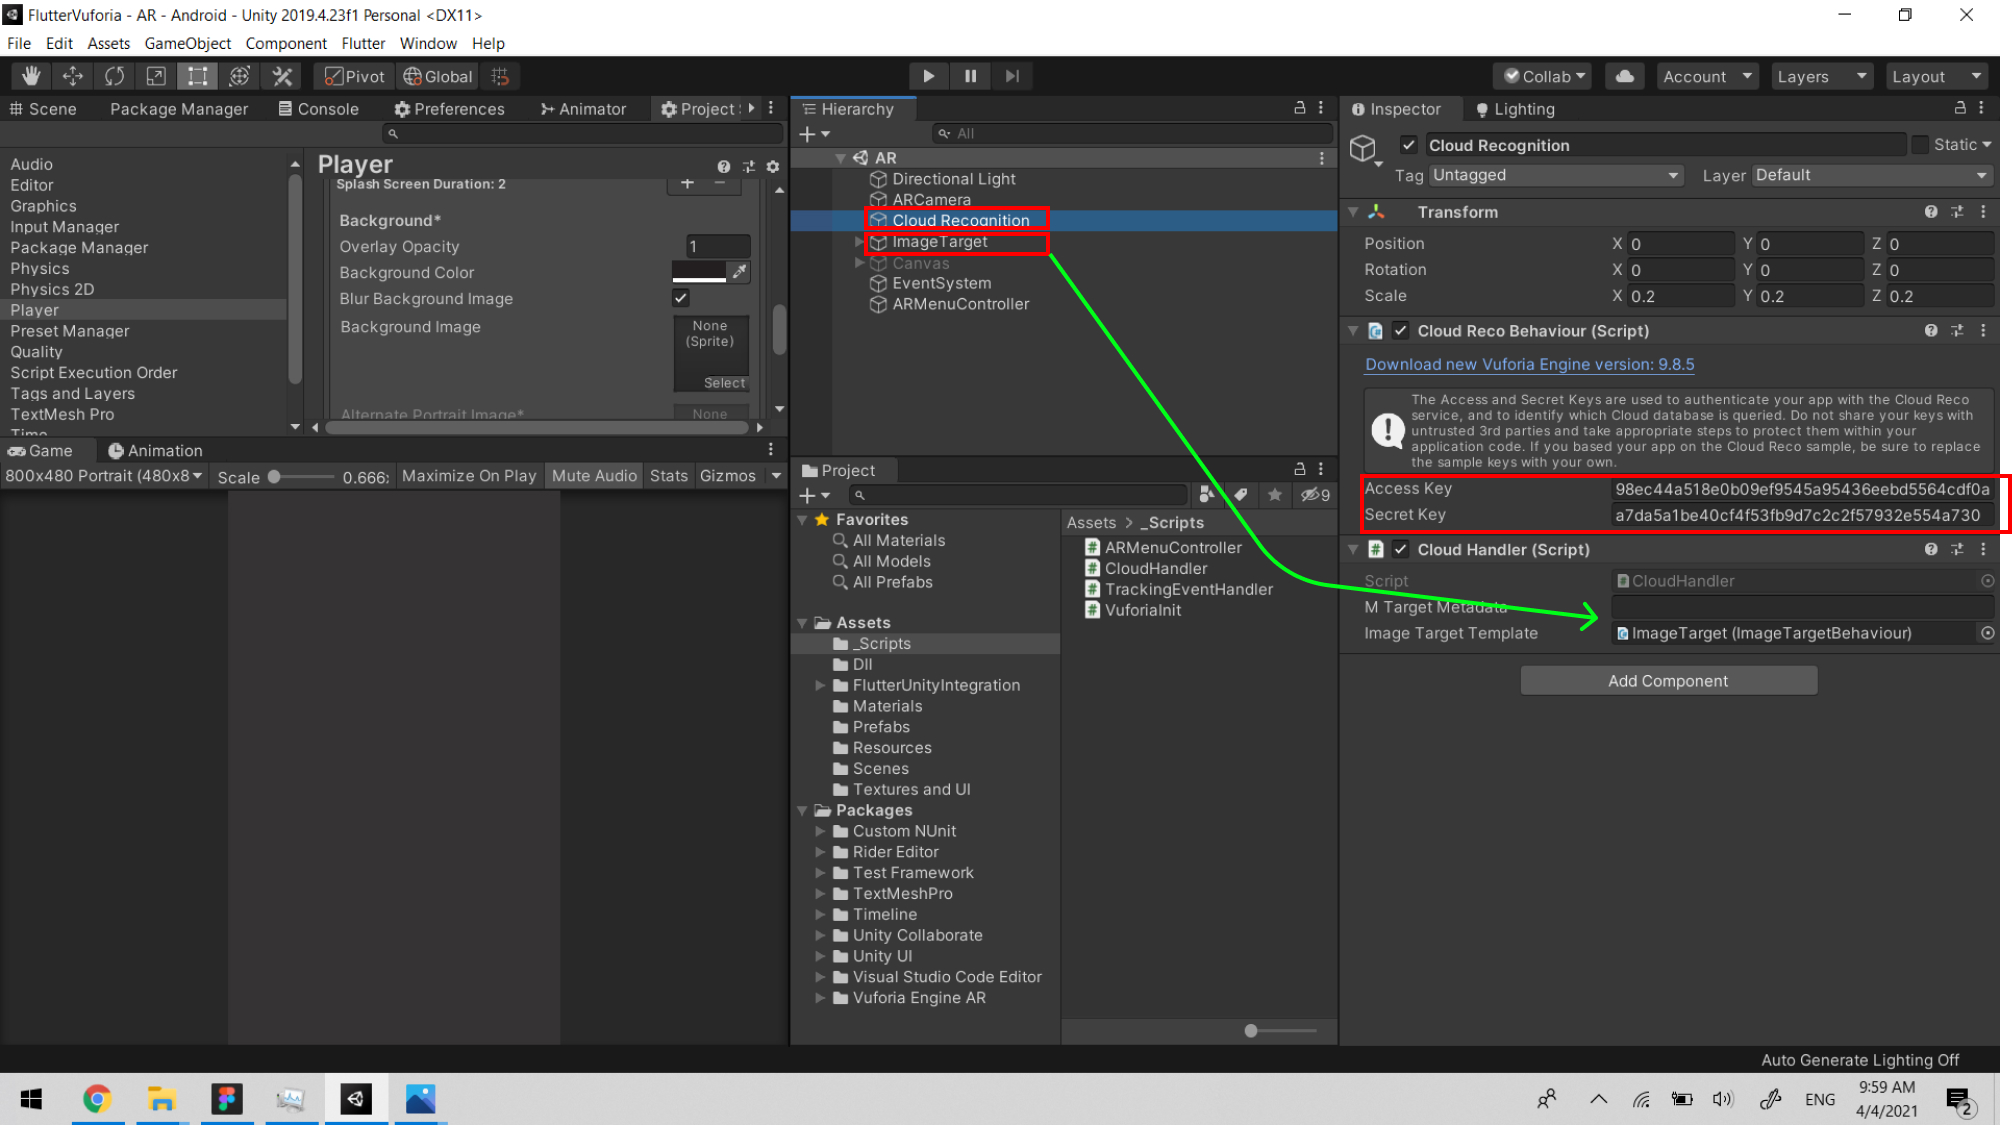 FlutterVuforia - AR - Android - Unity 2019.4.23f1 Personal <DX11>
File Edit Assets GameObject Component Flutter Window Help
Pivot Global Collab Account Layers Layout
Scene Package Manager Console Preferences Animator Project
Audio
Editor
Graphics
Input Manager
Package Manager
Physics
Physics 2D
Player
Preset Manager
Quality
Script Execution Order
Tags and Layers
TextMesh Pro
Time
Player
Splash Screen Duration: 2
Background*
Overlay Opacity 1
Background Color
Blur Background Image
Background Image
None
(Sprite)
Select
Alternate Portrait Image*
None
Game Animation
800x480 Portrait (480x8 Scale 0.666: Maximize On Play Mute Audio Stats Gizmos
Hierarchy
All
AR
Directional Light
ARCamera
Cloud Recognition
ImageTarget
Canvas
EventSystem
ARMenuController
Project
9
Favorites
All Materials
All Models
All Prefabs
Assets
_Scripts
Dll
FlutterUnityIntegration
Materials
Prefabs
Resources
Scenes
Textures and UI
Packages
Custom NUnit
Rider Editor
Test Framework
TextMeshPro
Timeline
Unity Collaborate
Unity UI
Visual Studio Code Editor
Vuforia Engine AR
Assets > _Scripts
ARMenuController
CloudHandler
TrackingEventHandler
VuforiaInit
Inspector Lighting
Cloud Recognition Static
Tag Untagged Layer Default
Transform
Position X 0 Y 0 Z 0
Rotation X 0 Y 0 Z 0
Scale X 0.2 Y 0.2 Z 0.2
Cloud Reco Behaviour (Script)
Download new Vuforia Engine version: 9.8.5
The Access and Secret Keys are used to authenticate your app with the Cloud Reco
service, and to identify which Cloud database is queried. Do not share your keys with
untrusted 3rd parties and take appropriate steps to protect them within your
application code. If you based your app on the Cloud Reco sample, be sure to replace
the sample keys with your own.
Access Key 98ec44a518e0b09ef9545a95436eebd5564cdf0a
Secret Key a7da5a1be40cf4f53fb9d7c2c2f57932e554a730
Cloud Handler (Script)
Script CloudHandler
M Target Metadata
Image Target Template ImageTarget (ImageTargetBehaviour)
Add Component
Auto Generate Lighting Off
ENG
9:59 AM
4/4/2021
2